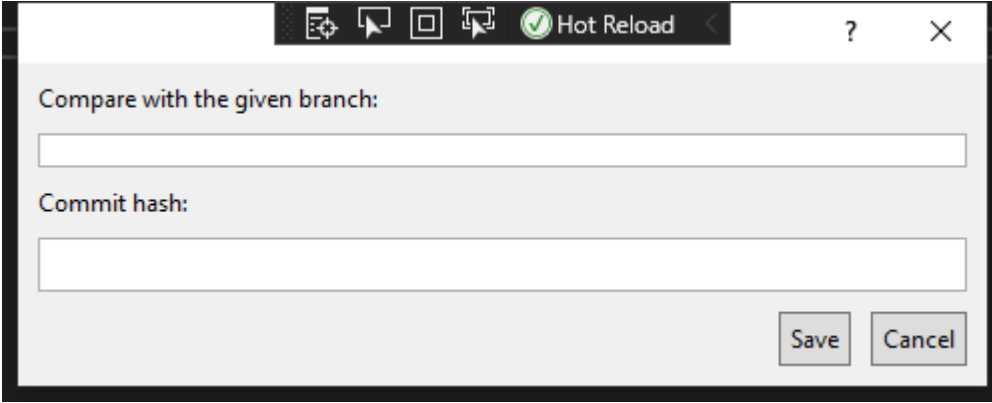 Hot Reload
?
Compare with the given branch:
Commit hash:
Save
Cancel